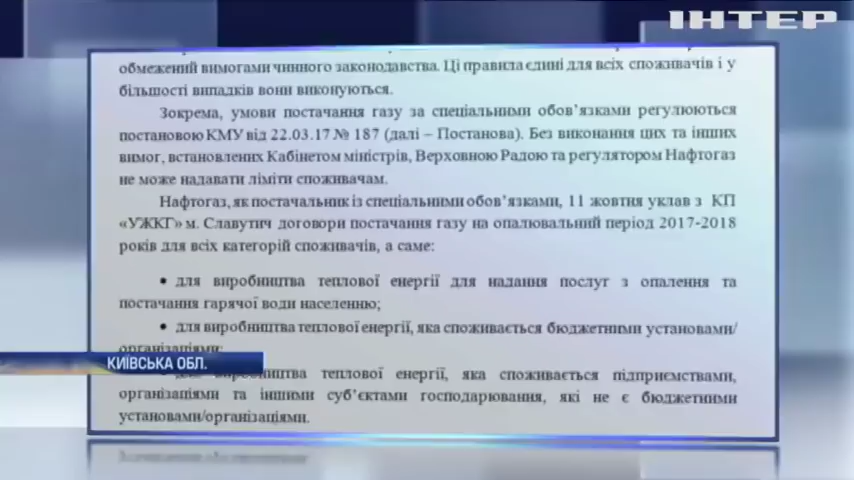 ІНТЕР
обмежений вимогами чинного законодавства. Ці правила єдині для всіх споживачів і у
більшості випадків вони виконуються.
Зокрема, умови постачання газу за спеціальними обов'язками регулюються
постановою КМУ від 22.03.17 № 187 (далі – Постанова). Без виконання цих та інших
вимог, встановлених Кабінетом міністрів, Верховною Радою та регулятором Нафтогаз
не може надавати ліміти споживачам.
Нафтогаз, як постачальник із спеціальними обов'язками, 11 жовтня уклав з КП
«УЖКГ» м. Славутич договори постачання газу на опалювальний період 2017-2018
років для всіх категорій споживачів, а саме:
• для виробництва теплової енергії для надання послуг з опалення та
постачання гарячої води населенню;
• для виробництва теплової енергії, яка споживається бюджетними установами/
організаціями;
КИЇВСЬКА ОБЛ.
виробництва теплової енергії, яка споживається підприємствами,
організаціями та іншими суб'єктами господарювання, які не є бюджетними
установами/організаціями.